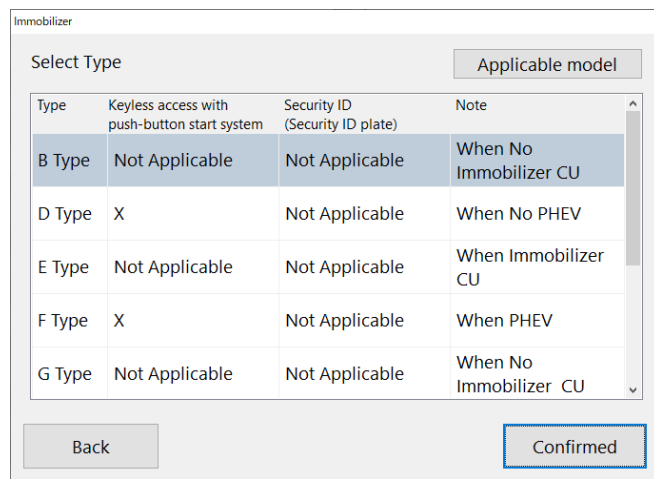 Immobilizer
Select Type
Applicable model
Type Keyless access with push-button start system Security ID (Security ID plate) Note
B Type Not Applicable Not Applicable When No Immobilizer CU
D Type X Not Applicable When No PHEV
E Type Not Applicable Not Applicable When Immobilizer CU
F Type X Not Applicable When PHEV
G Type Not Applicable Not Applicable When No Immobilizer CU
Back
Confirmed